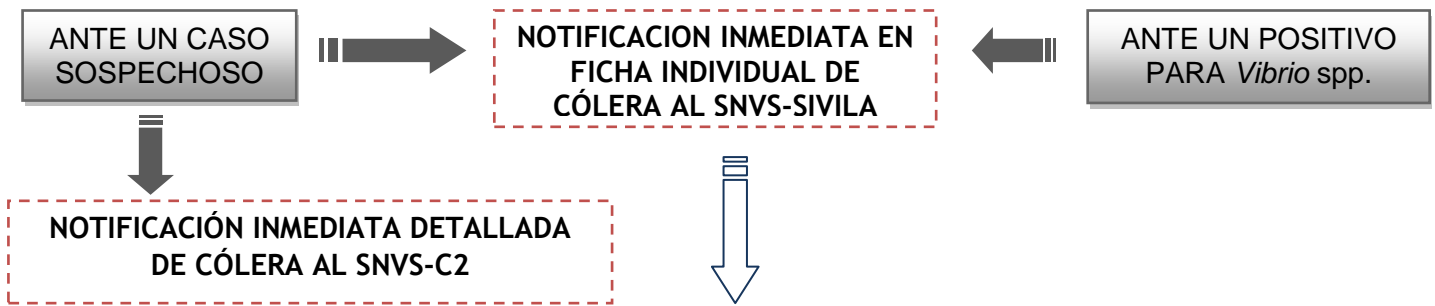 ANTE UN CASO
SOSPECHOSO
NOTIFICACION INMEDIATA EN
FICHA INDIVIDUAL DE
CÓLERA AL SNVS-SIVILA
ANTE UN POSITIVO
PARA Vibrio spp.
NOTIFICACIÓN INMEDIATA DETALLADA
DE CÓLERA AL SNVS-C2